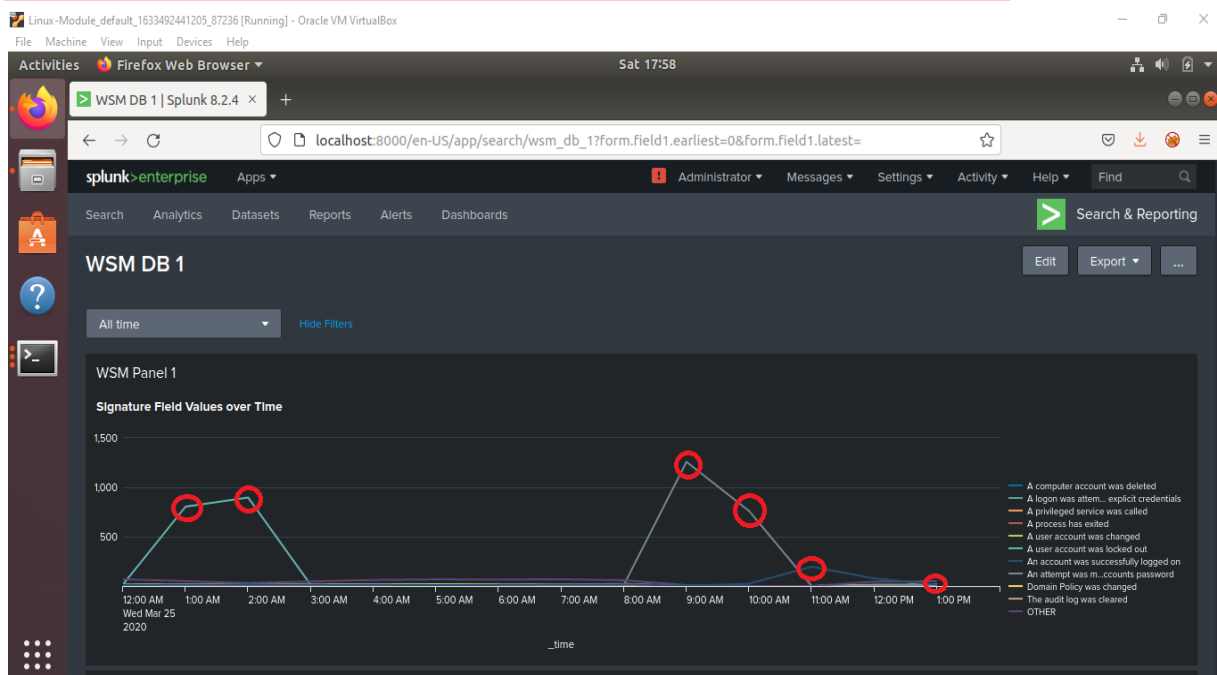 Linux-Module_default_1633492441205_87236 [Running] - Oracle VM VirtualBox
File Machine View Input Devices Help
Activities Firefox Web Browser Sat 17:58
WSM DB 1 | Splunk 8.2.4
localhost:8000/en-US/app/search/wsm_db_1?form.field1.earliest=0&form.field1.latest=
splunk>enterprise Apps Administrator Messages Settings Activity Help Find
Search Analytics Datasets Reports Alerts Dashboards Search & Reporting
WSM DB 1 Edit Export ...
All time Hide Filters
WSM Panel 1
Signature Field Values over Time
1,500
1,000
500
12:00 AM 1:00 AM 2:00 AM 3:00 AM 4:00 AM 5:00 AM 6:00 AM 7:00 AM 8:00 AM 9:00 AM 10:00 AM 11:00 AM 12:00 PM 1:00 PM
Wed Mar 25
2020
_time
A computer account was deleted
A logon was attem... explicit credentials
A privileged service was called
A process has exited
A user account was changed
A user account was locked out
An account was successfully logged on
An attempt was m...ccounts password
Domain Policy was changed
The audit log was cleared
OTHER